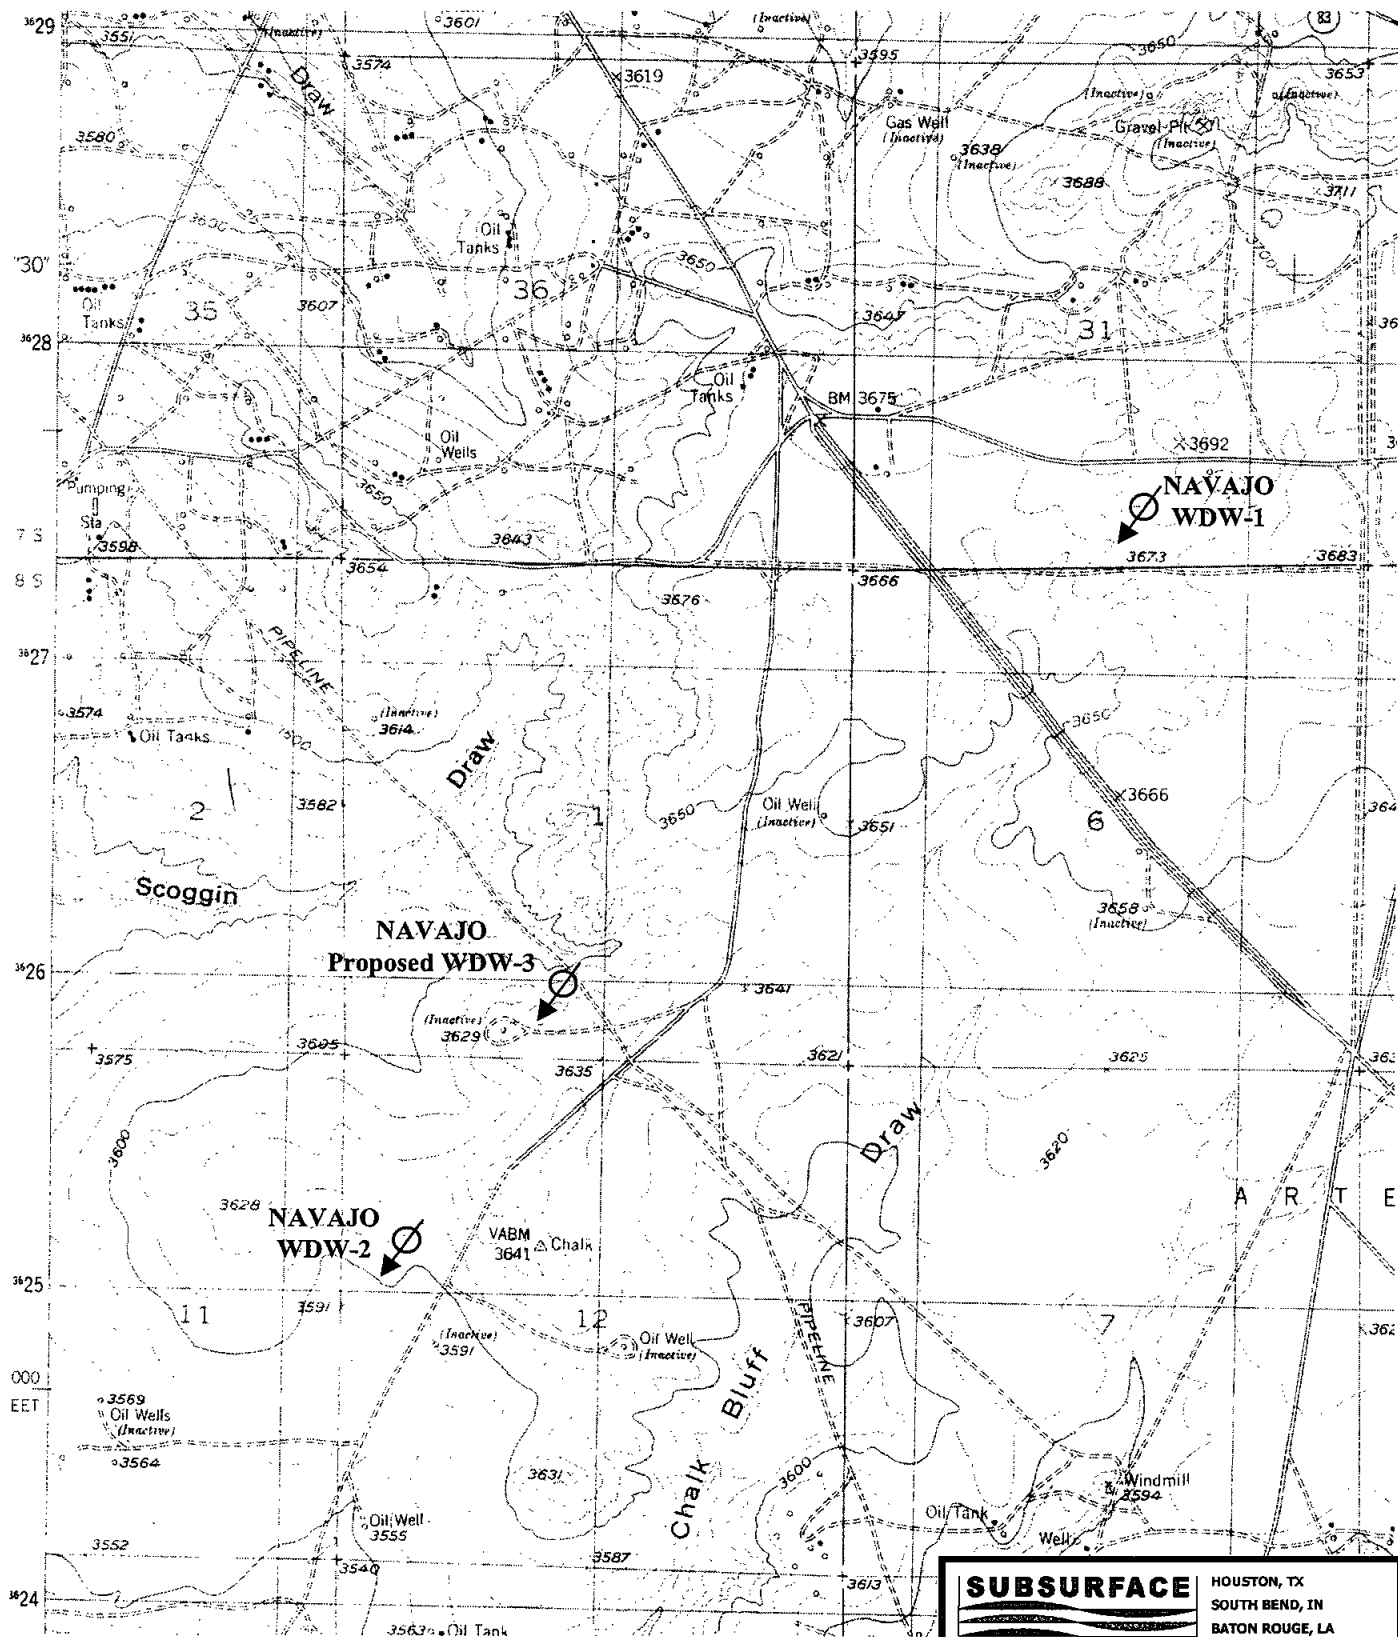 3629
3551
(Inactive)
3574
Draw
3601
3619
(Inactive)
3595
3650
83
3653
(Inactive)
(Inactive)
Gas Well
(Inactive)
Gravel Pit
(Inactive)
3580
3638
(Inactive)
3688
3711
3600
Oil
Tanks
3650
3700
"30"
Oil
Tanks
35
3607
36
3647
31
3628
Oil
Tanks
BM 3675
Oil
Wells
3692
3650
Pumping
Sta
NAVAJO
WDW-1
7 S
3598
3643
3673
3683
8 S
3654
3676
3666
PIPELINE
3627
3574
Oil Tanks
(Inactive)
3614
Draw
3650
3666
2
3582
1
3650
Oil Well
(Inactive)
3651
6
364
Scoggin
3658
(Inactive)
NAVAJO
Proposed WDW-3
3626
3641
(Inactive)
3629
3575
3605
3635
3621
3625
363
3600
Draw
3620
3628
NAVAJO
WDW-2
VABM
3641
Chalk
A R T E
3625
11
3591
12
PIPELINE
3607
7
362
(Inactive)
3591
Oil Well
(Inactive)
000
EET
3569
Oil Wells
(Inactive)
3564
Chalk Bluff
3631
3600
Windmill
3594
Oil Well
3555
Oil Tank
Well
3552
3540
3587
3613
3624
3563
Oil Tank
SUBSURFACE
HOUSTON, TX
SOUTH BEND, IN
BATON ROUGE, LA